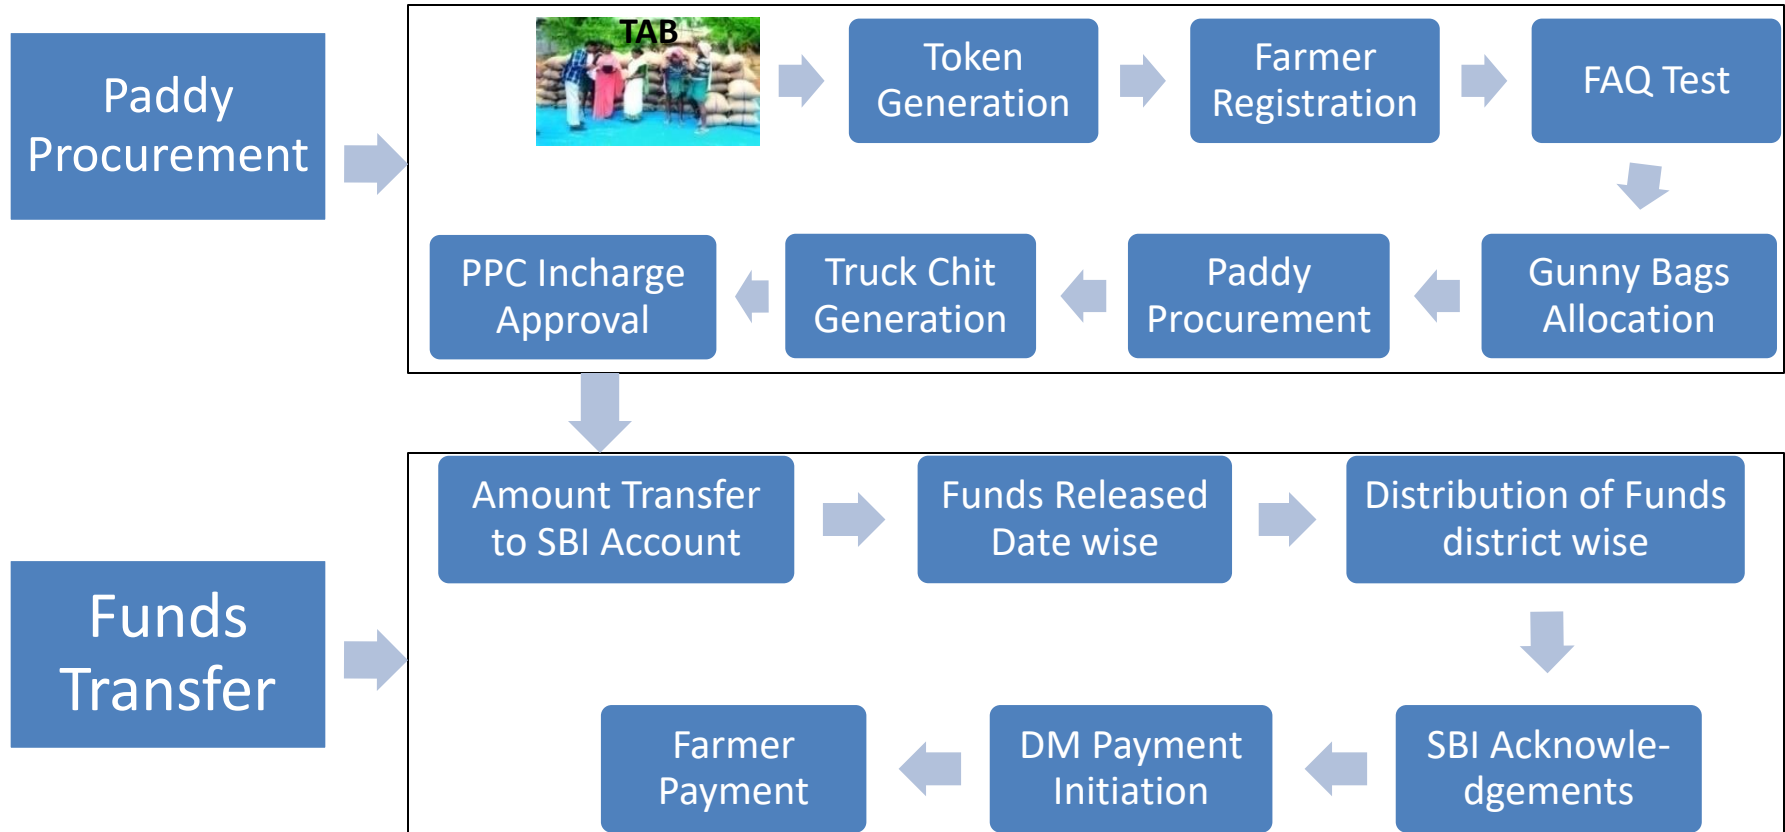 Paddy
Procurement
TAB
Token
Generation
Farmer
Registration
FAQ Test
PPC Incharge
Approval
Truck Chit
Generation
Paddy
Procurement
Gunny Bags
Allocation
Funds
Transfer
Amount Transfer
to SBI Account
Funds Released
Date wise
Distribution of Funds
district wise
Farmer
Payment
DM Payment
Initiation
SBI Acknowle-
dgements